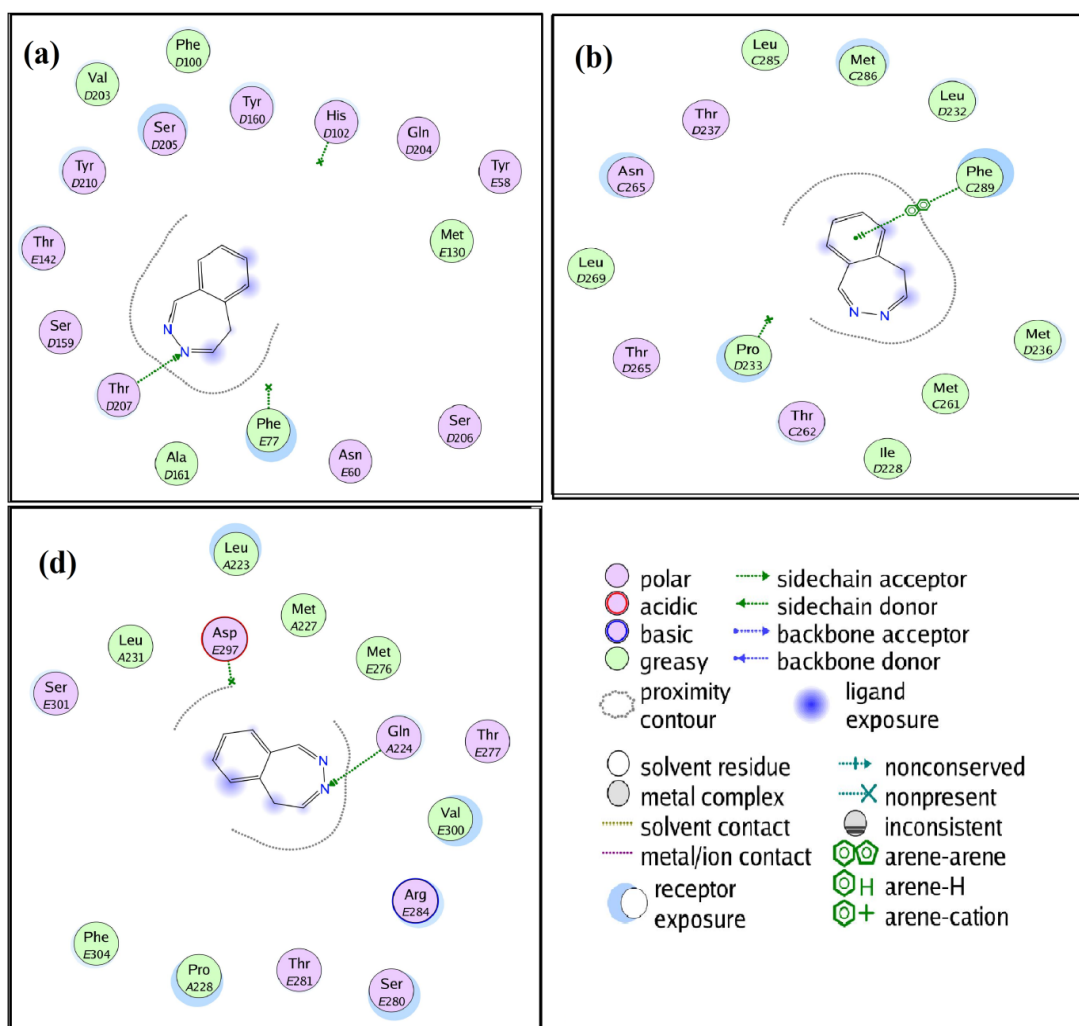 (a)
Phe
D100
Val
D203
Ser
D205
Tyr
D160
His
D102
Gln
D204
Tyr
E58
Tyr
D210
Thr
E142
Met
E130
Ser
D159
N
N
Thr
D207
Phe
E77
Ser
D206
Ala
D161
Asn
E60
(b)
Leu
C285
Met
C286
Leu
D232
Thr
D237
Asn
C265
Phe
C289
Leu
D269
N
N
Thr
D265
Pro
D233
Met
D236
Met
C261
Thr
C262
Ile
D228
(d)
Leu
A223
Met
A227
Asp
E297
Leu
A231
Met
E276
Ser
E301
Gln
A224
Thr
E277
N
N
Val
E300
Arg
E284
Phe
E304
Pro
A228
Thr
E281
Ser
E280
polar
acidic
basic
greasy
proximity
contour
sidechain acceptor
sidechain donor
backbone acceptor
backbone donor
ligand
exposure
solvent residue
metal complex
solvent contact
metal/ion contact
receptor
exposure
nonconserved
nonpresent
inconsistent
arene-arene
H arene-H
+ arene-cation